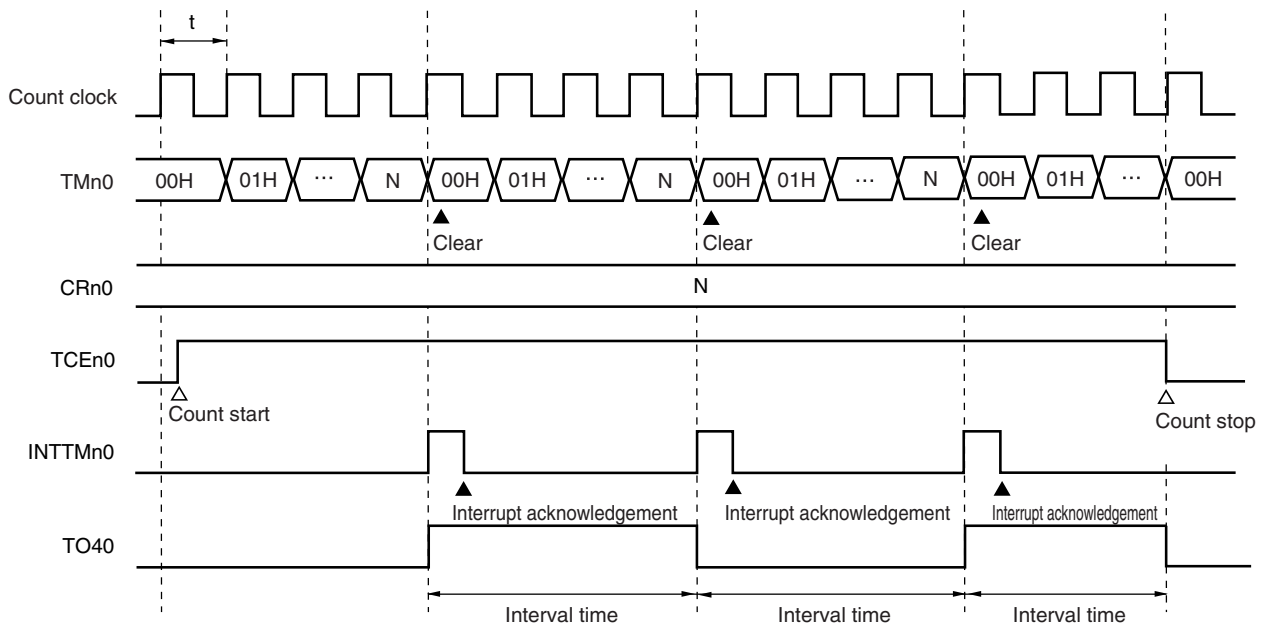 t
Count clock
TMn0 00H 01H ... N 00H 01H ... N 00H 01H ... N 00H 01H ... 00H
Clear Clear Clear
CRn0 N
TCEn0
Count start Count stop
INTTMn0
Interrupt acknowledgement Interrupt acknowledgement Interrupt acknowledgement
TO40
Interval time Interval time Interval time